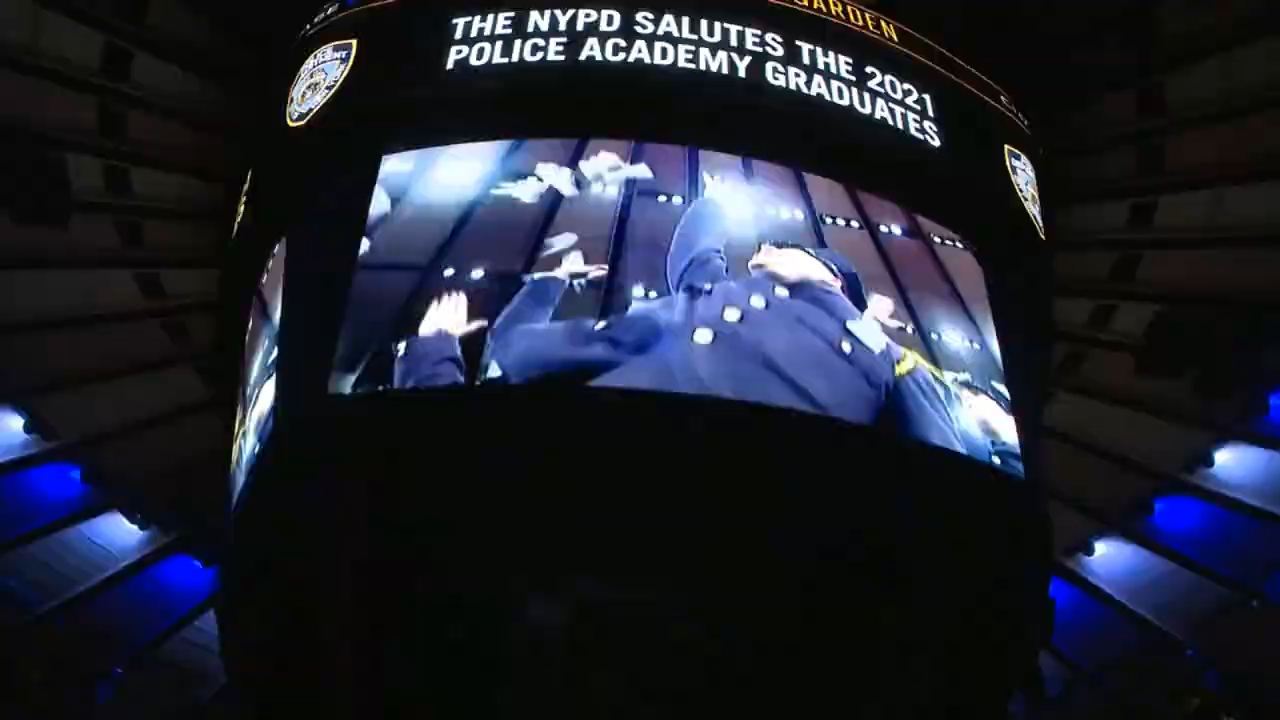 GARDEN
THE NYPD SALUTES THE 2021
POLICE ACADEMY GRADUATES